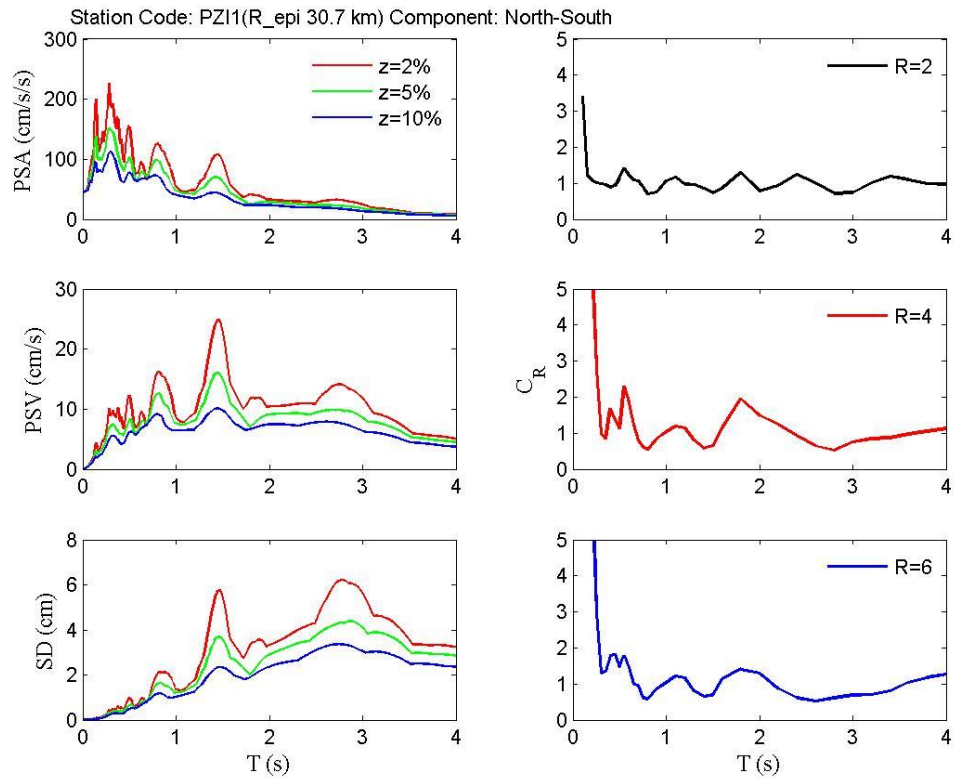 Station Code: PZI1(R_epi 30.7 km) Component: North-South
300
200
100
0
PSA (cm/s/s)
z=2%
z=5%
z=10%
0 1 2 3 4
5
4
3
2
1
0
R=2
0 1 2 3 4
30
20
10
0
PSV (cm/s)
0 1 2 3 4
5
4
3
2
1
0
C_R
R=4
0 1 2 3 4
8
6
4
2
0
SD (cm)
0 1 2 3 4
T (s)
5
4
3
2
1
0
R=6
0 1 2 3 4
T (s)